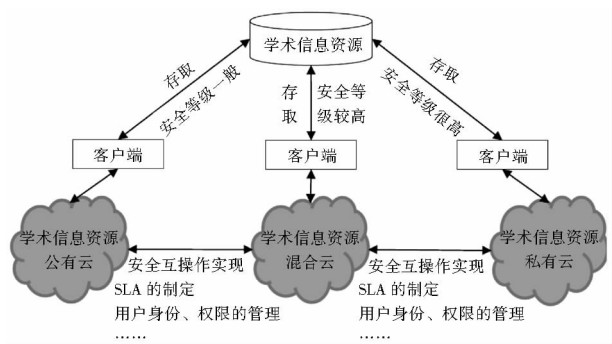 学术信息资源
存取
安全等级一般
存取
安全等级较高
存取
安全等级很高
客户端
客户端
客户端
学术信息资源
公有云
学术信息资源
混合云
学术信息资源
私有云
安全互操作实现
SLA 的制定
用户身份、权限的管理
……
安全互操作实现
SLA 的制定
用户身份、权限的管理
……